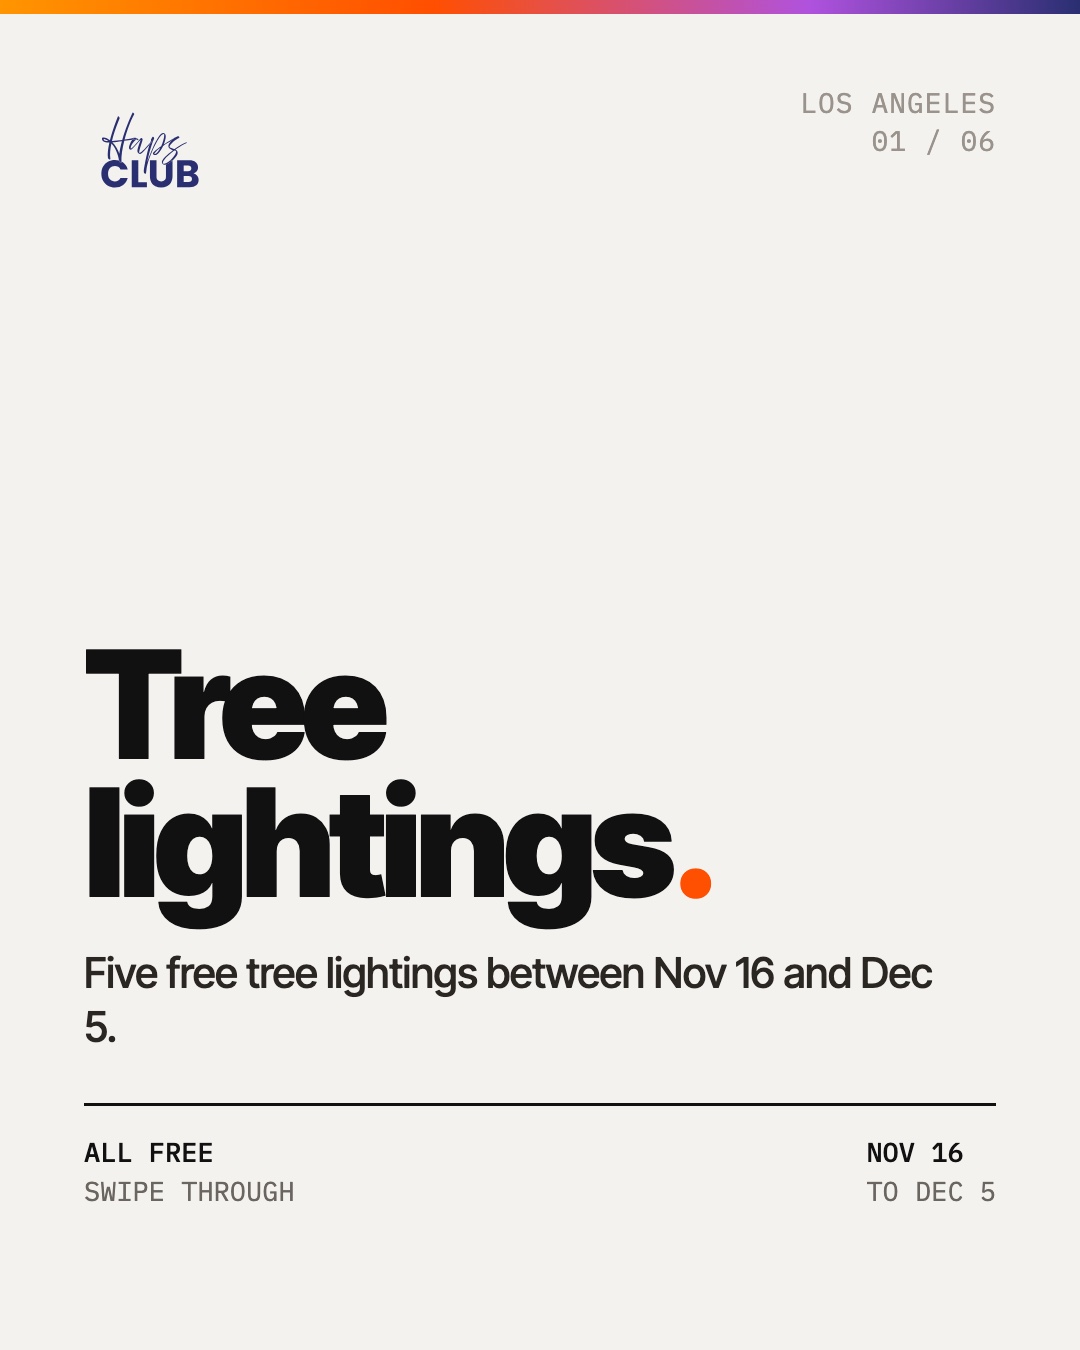 Haps
CLUB
LOS ANGELES
01 / 06
Tree
lightings.
Five free tree lightings between Nov 16 and Dec
5.
ALL FREE
SWIPE THROUGH
NOV 16
TO DEC 5